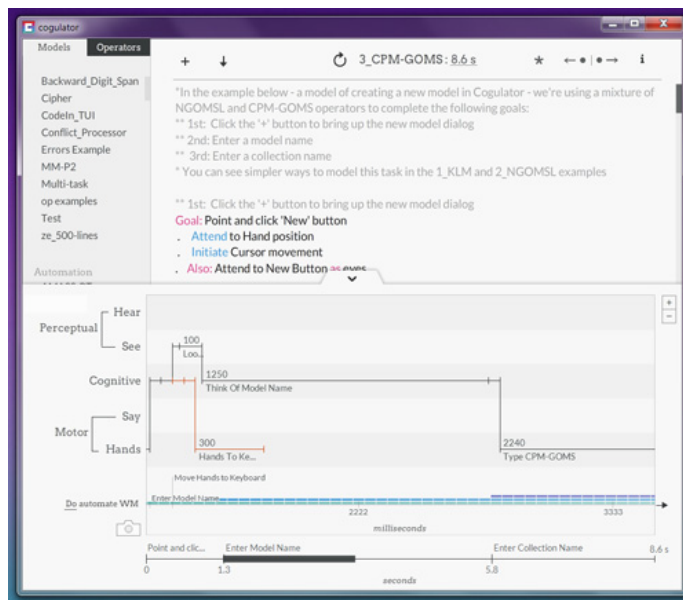 cogulator
Models Operators
3_CPM-GOMS: 8.6 s
Backward_Digit_Span
Cipher
CodeIn_TUI
Conflict_Processor
Errors Example
MM-P2
Multi-task
op examples
Test
ze_500-lines
Automation
*In the example below - a model of creating a new model in Cogulator - we're using a mixture of
NGOMSL and CPM-GOMS operators to complete the following goals:
** 1st: Click the '+' button to bring up the new model dialog
** 2nd: Enter a model name
** 3rd: Enter a collection name
* You can see simpler ways to model this task in the 1_KLM and 2_NGOMSL examples
** 1st: Click the '+' button to bring up the new model dialog
Goal: Point and click 'New' button
. Attend to Hand position
. Initiate Cursor movement
. Also: Attend to New Button as eyes
Perceptual
Hear
See
Cognitive
Motor
Say
Hands
100
Loo...
1250
Think Of Model Name
300
Hands To Ke...
2240
Type CPM-GOMS
Move Hands to Keyboard
Do automate WM
Enter Model Name
2222
3333
milliseconds
Point and clic...
Enter Model Name
Enter Collection Name
8.6 s
0
1.3
5.8
seconds